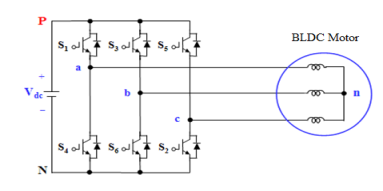 P
S1 S3 S5
BLDC Motor
a
+
Vdc
b
n
−
c
S4 S6 S2
N